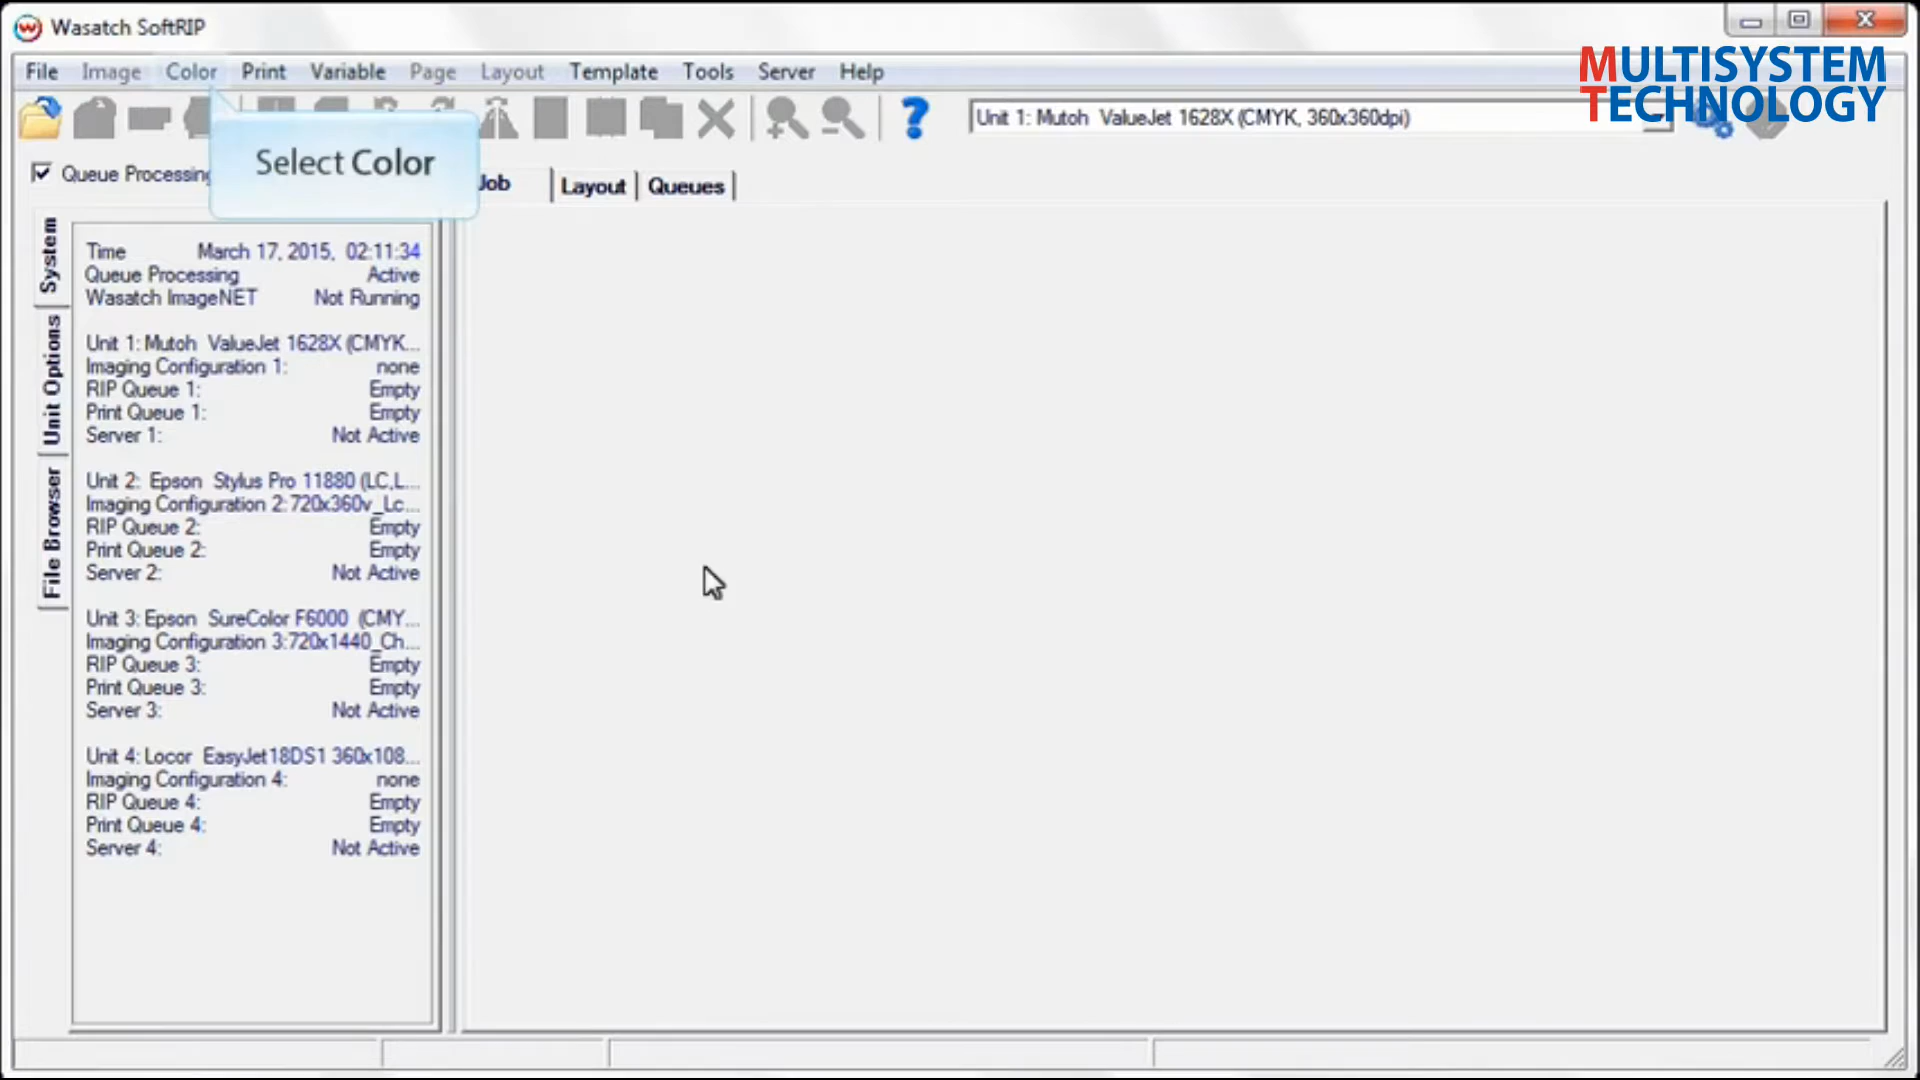 Wasatch SoftRIP
File Image Color Print Variable Page Layout Template Tools Server Help
MULTISYSTEM
TECHNOLOGY
Unit 1: Mutoh ValueJet 1628X (CMYK, 360x360dpi)
Select Color
Queue Processing
Job Layout Queues
System
Unit Options
File Browser
Time March 17, 2015, 02:11:34
Queue Processing Active
Wasatch ImageNET Not Running
Unit 1: Mutoh ValueJet 1628X (CMYK...
Imaging Configuration 1: none
RIP Queue 1: Empty
Print Queue 1: Empty
Server 1: Not Active
Unit 2: Epson Stylus Pro 11880 (LC,L...
Imaging Configuration 2:720x360v_Lc...
RIP Queue 2: Empty
Print Queue 2: Empty
Server 2: Not Active
Unit 3: Epson SureColor F6000 (CMY...
Imaging Configuration 3:720x1440_Ch...
RIP Queue 3: Empty
Print Queue 3: Empty
Server 3: Not Active
Unit 4: Locor EasyJet18DS1 360x108...
Imaging Configuration 4: none
RIP Queue 4: Empty
Print Queue 4: Empty
Server 4: Not Active